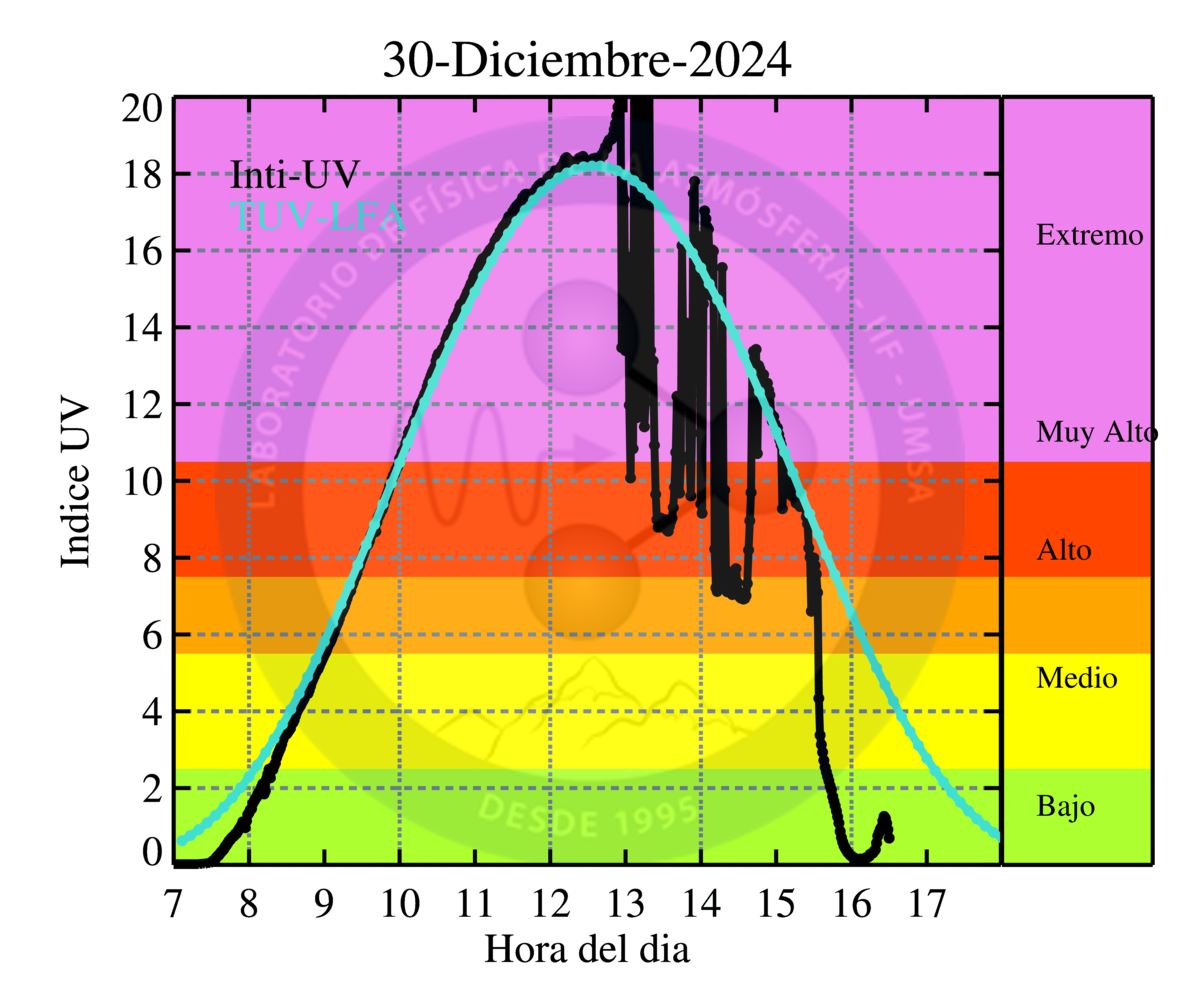 30-Diciembre-2024
Inti-UV
TUV-LFA
LABORATORIO DE FÍSICA DE LA ATMÓSFERA - IIF - UMSA
DESDE 1995
Indice UV
20
18
16
14
12
10
8
6
4
2
0
Extremo
Muy Alto
Alto
Medio
Bajo
7 8 9 10 11 12 13 14 15 16 17
Hora del dia